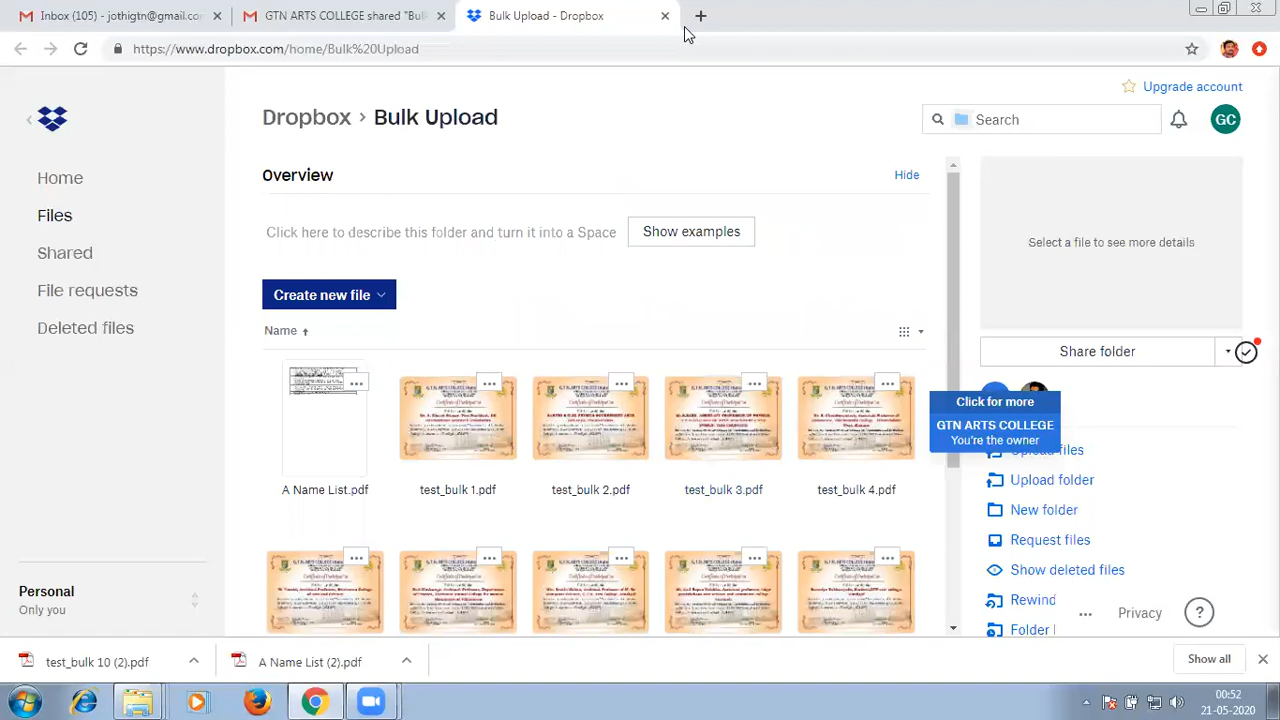 Inbox (105) - jothigtn@gmail.co
GTN ARTS COLLEGE shared "Bul
Bulk Upload - Dropbox
https://www.dropbox.com/home/Bulk%20Upload
Upgrade account
Dropbox › Bulk Upload
Search
GC
Home
Files
Shared
File requests
Deleted files
Overview
Hide
Click here to describe this folder and turn it into a Space
Show examples
Select a file to see more details
Create new file
Name
Share folder
Click for more
GTN ARTS COLLEGE
You're the owner
A Name List.pdf
test_bulk 1.pdf
test_bulk 2.pdf
test_bulk 3.pdf
test_bulk 4.pdf
Upload files
Upload folder
New folder
Request files
Show deleted files
Rewind
Folder
Privacy
?
Personal
Only you
test_bulk 10 (2).pdf
A Name List (2).pdf
Show all
00:52
21-05-2020